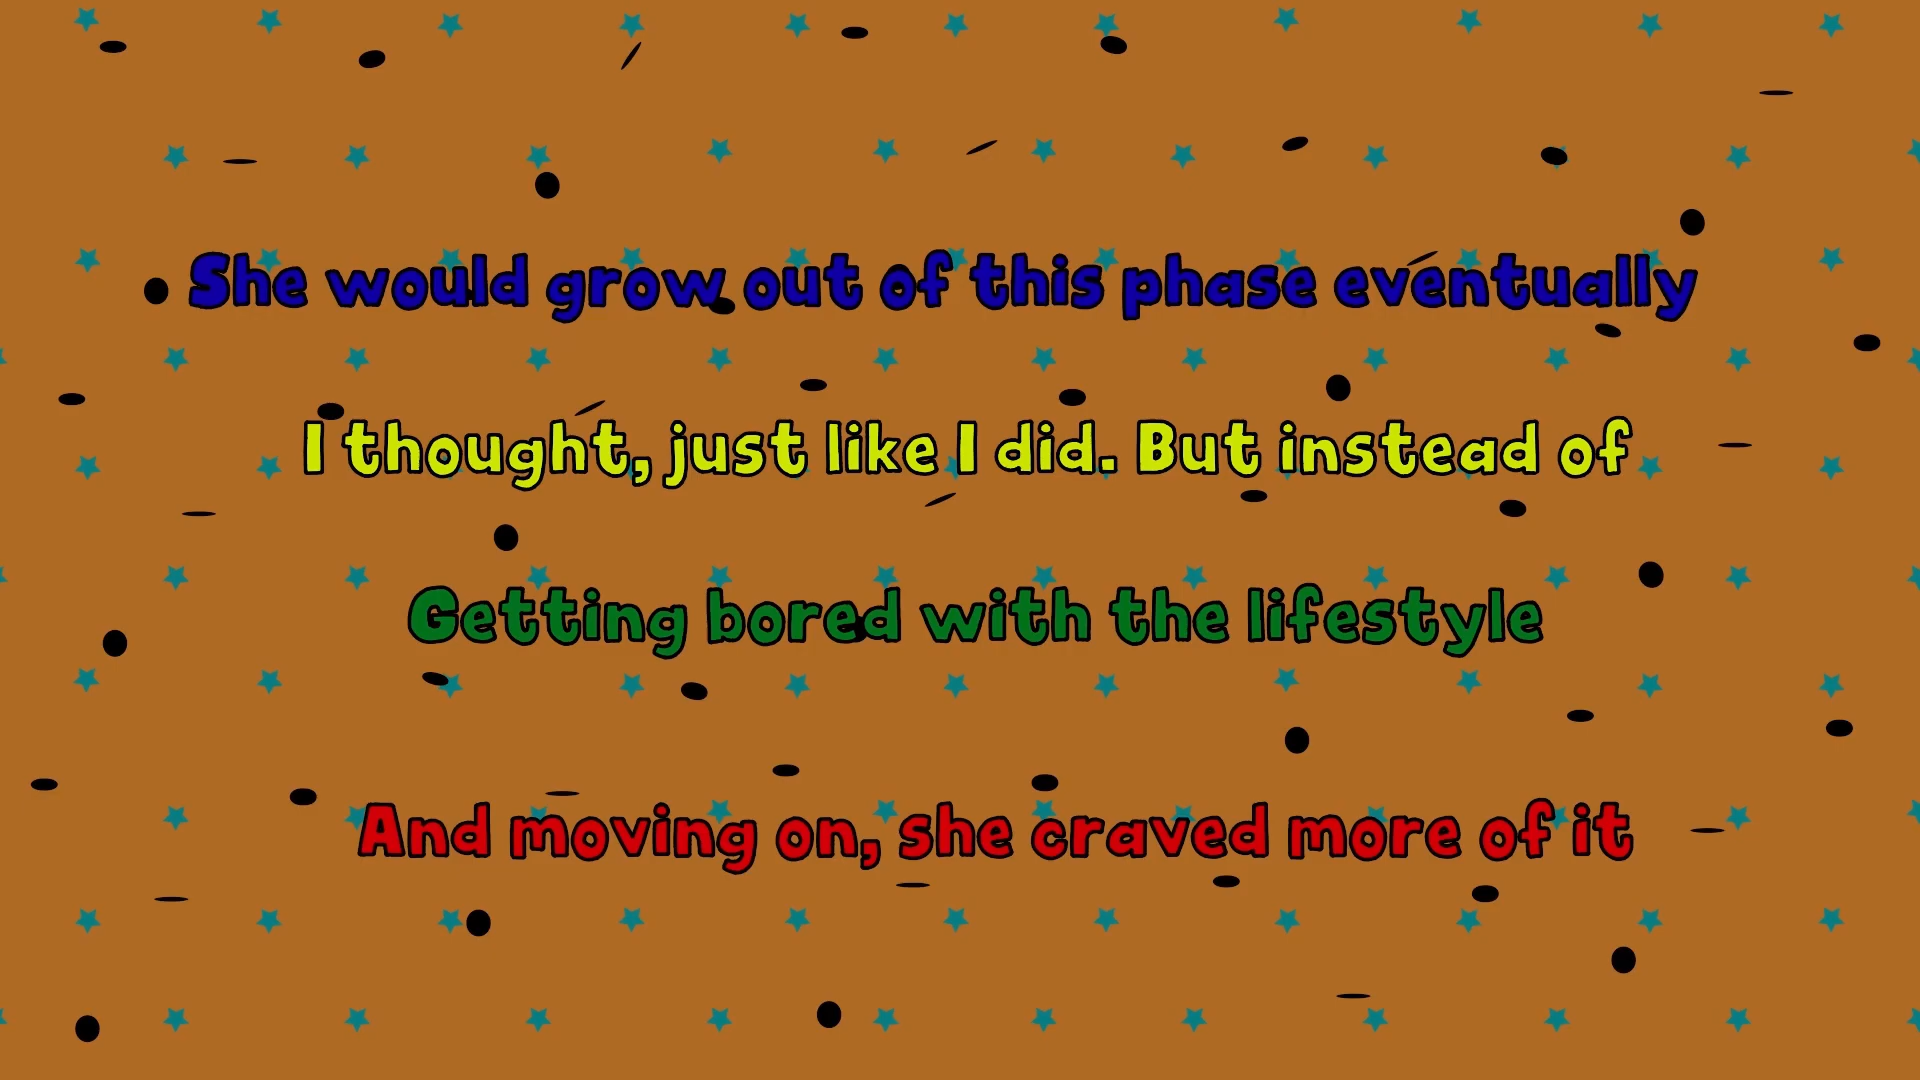 She would grow out of this phase eventually
I thought, just like I did. But instead of
Getting bored with the lifestyle
And moving on, she craved more of it